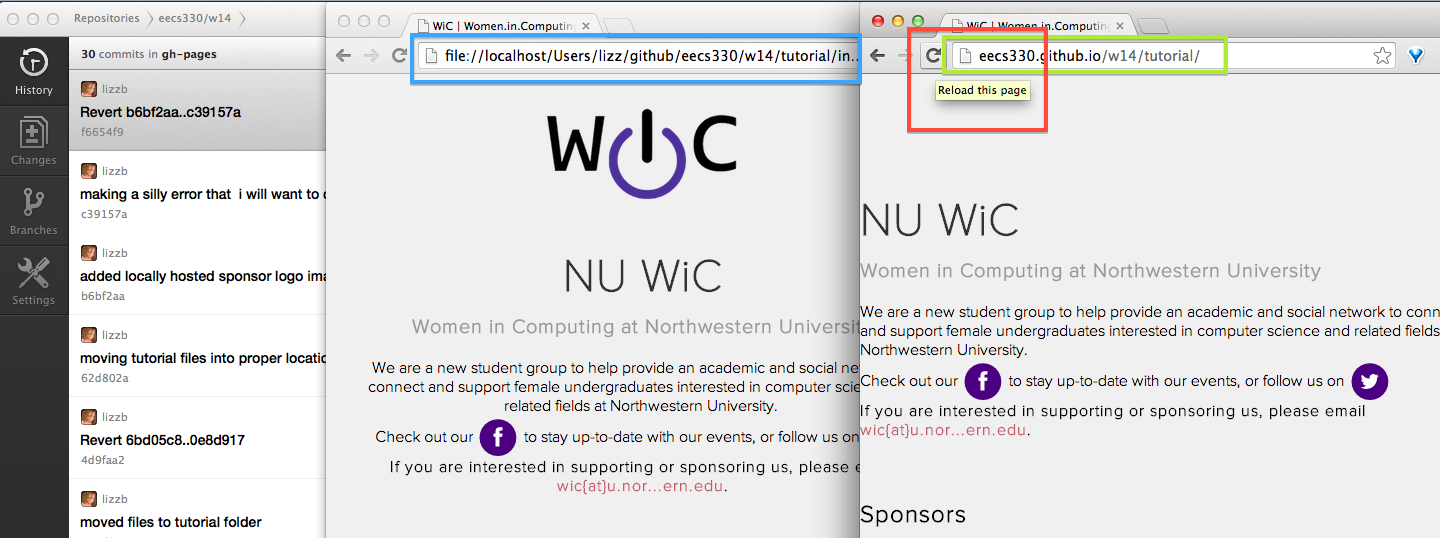 Repositories
eecs330/w14
30 commits in gh-pages
History
Changes
Branches
Settings
lizzb
Revert b6bf2aa..c39157a
f6654f9
lizzb
making a silly error that i will want to
c39157a
lizzb
added locally hosted sponsor logo
b6bf2aa
lizzb
moving tutorial files into proper
62d802a
lizzb
Revert 6bd05c8..0e8d917
4d9faa2
lizzb
moved files to tutorial folder
WiC | Women.in.Computing
file://localhost/Users/lizz/github/eecs330/w14/tutorial/in...
WiC
NU WiC
Women in Computing at Northwestern
We are a new student group to help provide an academic and social
connect and support female undergraduates interested in computer
related fields at Northwestern University.
Check out our f to stay up-to-date with our events, or follow us on
If you are interested in supporting or sponsoring us, please
wic{at}u.nor...ern.edu.
WiC | Women.in.Computing
eecs330.github.io/w14/tutorial/
Reload this page
NU WiC
Women in Computing at Northwestern University
We are a new student group to help provide an academic and social network to
and support female undergraduates interested in computer science and related fields
Northwestern University.
Check out our f to stay up-to-date with our events, or follow us on
If you are interested in supporting or sponsoring us, please email
wic{at}u.nor...ern.edu.
Sponsors